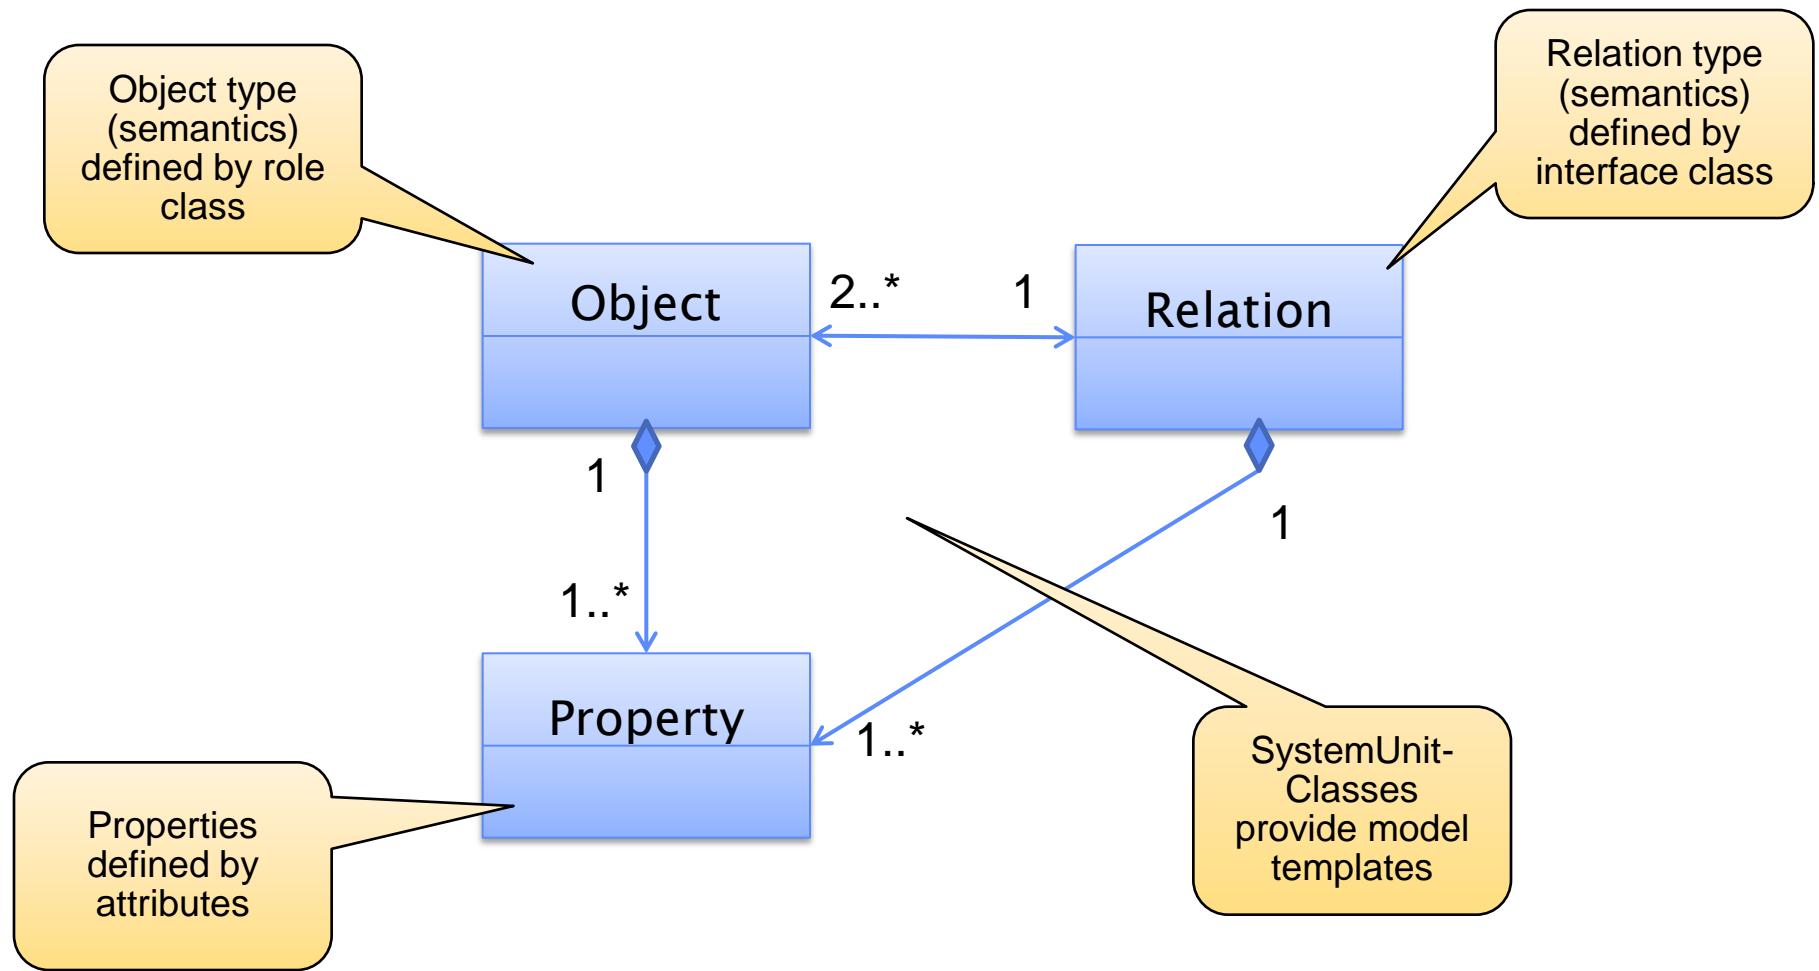 Object type
(semantics)
defined by role
class
Relation type
(semantics)
defined by
interface class
Object
2..*
1
Relation
1
1
1..*
Property
1..*
SystemUnit-
Classes
provide model
templates
Properties
defined by
attributes